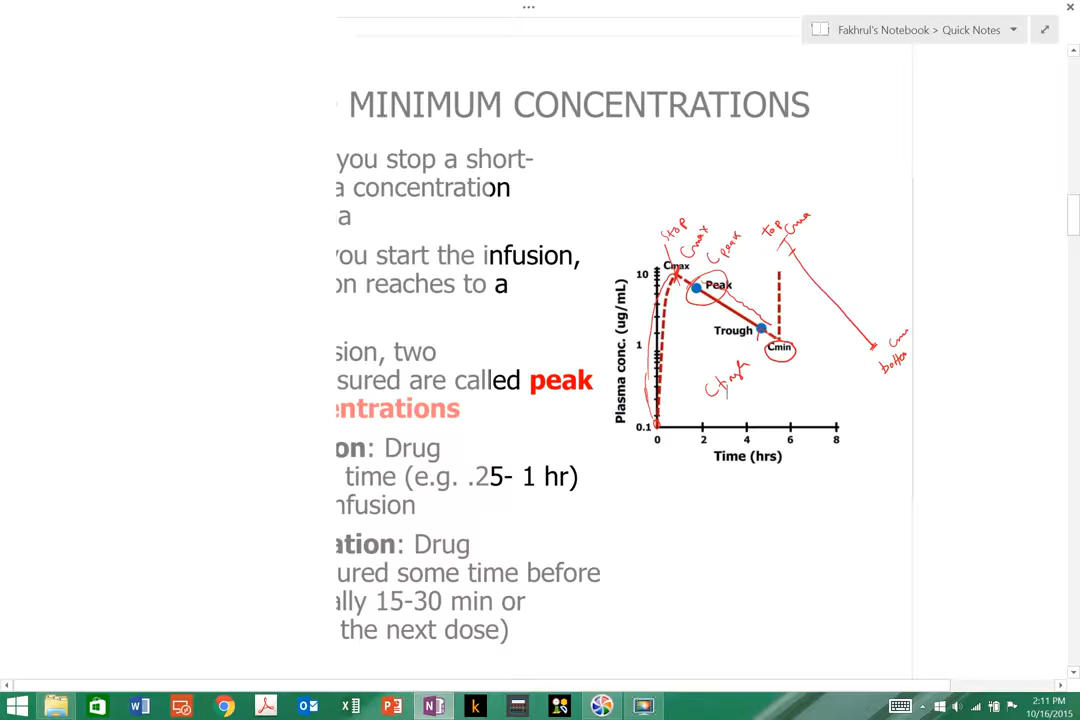 Fakhrul's Notebook > Quick Notes
MINIMUM CONCENTRATIONS
you stop a short-
a concentration
a
you start the infusion,
on reaches to a
sion, two
sured are called peak
entrations
on: Drug
time (e.g. .25- 1 hr)
nfusion
ation: Drug
ured some time before
ally 15-30 min or
the next dose)
Stop
Cmax
Cpeak
top
Cmax
10
Peak
Trough
1
Cmin
bottom
Plasma conc. (ug/mL)
0.1
0 2 4 6 8
Time (hrs)
2:11 PM
10/16/2015